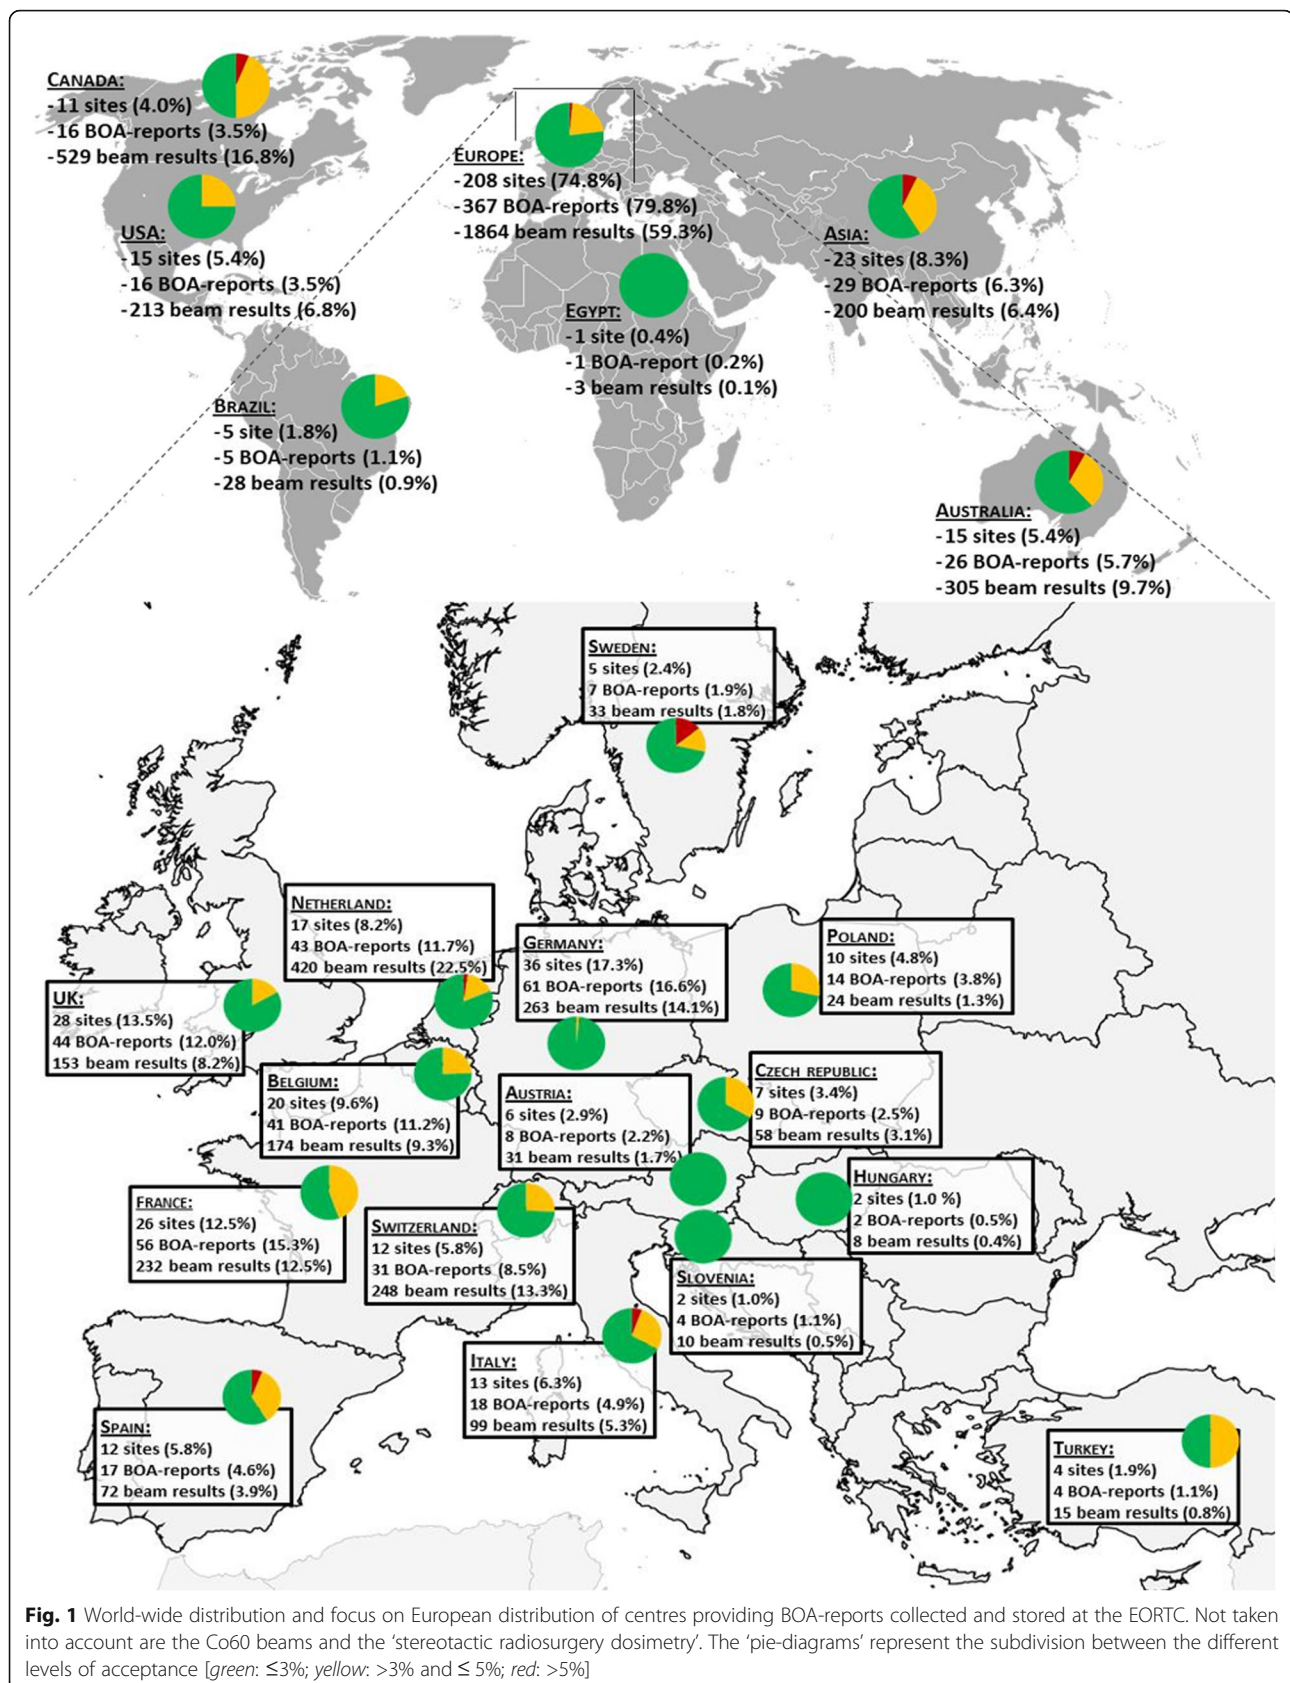 CANADA:
-11 sites (4.0%)
-16 BOA-reports (3.5%)
-529 beam results (16.8%)
USA:
-15 sites (5.4%)
-16 BOA-reports (3.5%)
-213 beam results (6.8%)
EUROPE:
-208 sites (74.8%)
-367 BOA-reports (79.8%)
-1864 beam results (59.3%)
ASIA:
-23 sites (8.3%)
-29 BOA-reports (6.3%)
-200 beam results (6.4%)
EGYPT:
-1 site (0.4%)
-1 BOA-report (0.2%)
-3 beam results (0.1%)
BRAZIL:
-5 site (1.8%)
-5 BOA-reports (1.1%)
-28 beam results (0.9%)
AUSTRALIA:
-15 sites (5.4%)
-26 BOA-reports (5.7%)
-305 beam results (9.7%)
SWEDEN:
5 sites (2.4%)
7 BOA-reports (1.9%)
33 beam results (1.8%)
NETHERLAND:
17 sites (8.2%)
43 BOA-reports (11.7%)
420 beam results (22.5%)
GERMANY:
36 sites (17.3%)
61 BOA-reports (16.6%)
263 beam results (14.1%)
POLAND:
10 sites (4.8%)
14 BOA-reports (3.8%)
24 beam results (1.3%)
UK:
28 sites (13.5%)
44 BOA-reports (12.0%)
153 beam results (8.2%)
BELGIUM:
20 sites (9.6%)
41 BOA-reports (11.2%)
174 beam results (9.3%)
AUSTRIA:
6 sites (2.9%)
8 BOA-reports (2.2%)
31 beam results (1.7%)
CZECH REPUBLIC:
7 sites (3.4%)
9 BOA-reports (2.5%)
58 beam results (3.1%)
FRANCE:
26 sites (12.5%)
56 BOA-reports (15.3%)
232 beam results (12.5%)
SWITZERLAND:
12 sites (5.8%)
31 BOA-reports (8.5%)
248 beam results (13.3%)
HUNGARY:
2 sites (1.0 %)
2 BOA-reports (0.5%)
8 beam results (0.4%)
SLOVENIA:
2 sites (1.0%)
4 BOA-reports (1.1%)
10 beam results (0.5%)
ITALY:
13 sites (6.3%)
18 BOA-reports (4.9%)
99 beam results (5.3%)
SPAIN:
12 sites (5.8%)
17 BOA-reports (4.6%)
72 beam results (3.9%)
TURKEY:
4 sites (1.9%)
4 BOA-reports (1.1%)
15 beam results (0.8%)
Fig. 1 World-wide distribution and focus on European distribution of centres providing BOA-reports collected and stored at the EORTC. Not taken
into account are the Co60 beams and the ‘stereotactic radiosurgery dosimetry’. The ‘pie-diagrams’ represent the subdivision between the different
levels of acceptance [green: ≤3%; yellow: >3% and ≤ 5%; red: >5%]